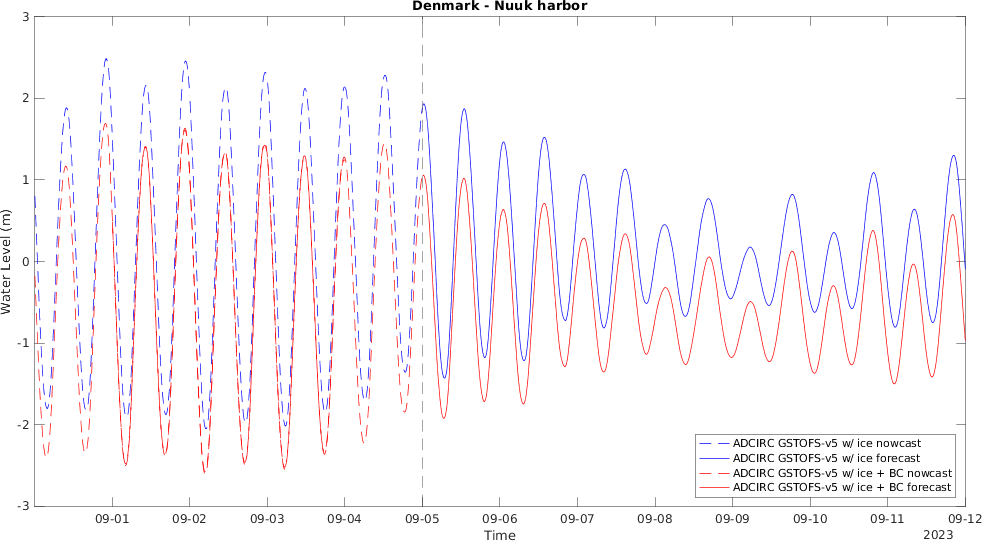 Denmark - Nuuk harbor
3
2
1
0
-1
-2
-3
Water Level (m)
ADCIRC GSTOFS-v5 w/ ice nowcast
ADCIRC GSTOFS-v5 w/ ice forecast
ADCIRC GSTOFS-v5 w/ ice + BC nowcast
ADCIRC GSTOFS-v5 w/ ice + BC forecast
09-01 09-02 09-03 09-04 09-05 09-06 09-07 09-08 09-09 09-10 09-11 09-12
Time
2023